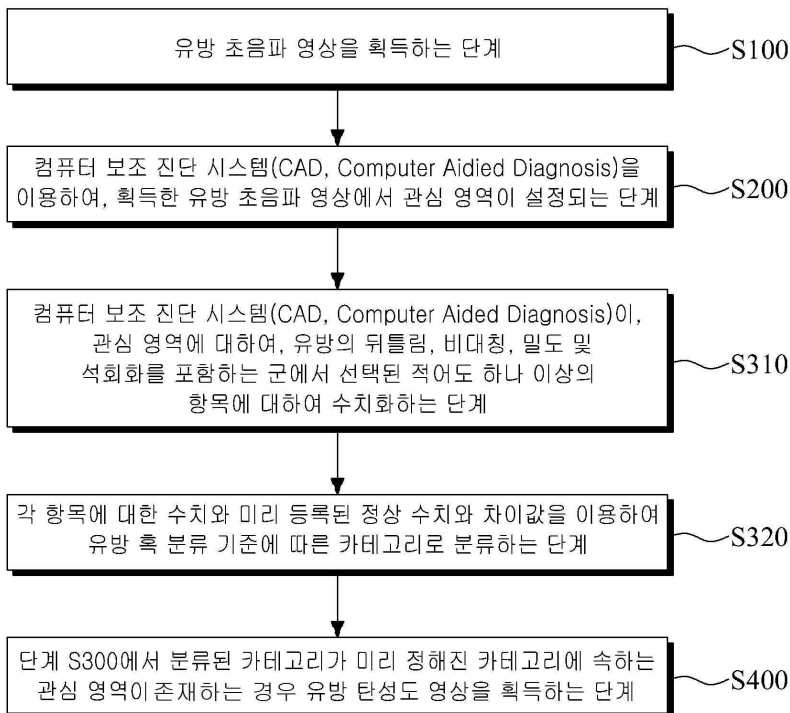 유방 초음파 영상을 획득하는 단계
S100
컴퓨터 보조 진단 시스템(CAD, Computer Aidied Diagnosis)을
이용하여, 획득한 유방 초음파 영상에서 관심 영역이 설정되는 단계
S200
컴퓨터 보조 진단 시스템(CAD, Computer Aided Diagnosis)이,
관심 영역에 대하여, 유방의 뒤틀림, 비대칭, 밀도 및
석회화를 포함하는 군에서 선택된 적어도 하나 이상의
항목에 대하여 수치화하는 단계
S310
각 항목에 대한 수치와 미리 등록된 정상 수치와 차이값을 이용하여
유방 혹 분류 기준에 따른 카테고리로 분류하는 단계
S320
단계 S300에서 분류된 카테고리가 미리 정해진 카테고리에 속하는
관심 영역이 존재하는 경우 유방 탄성도 영상을 획득하는 단계
S400